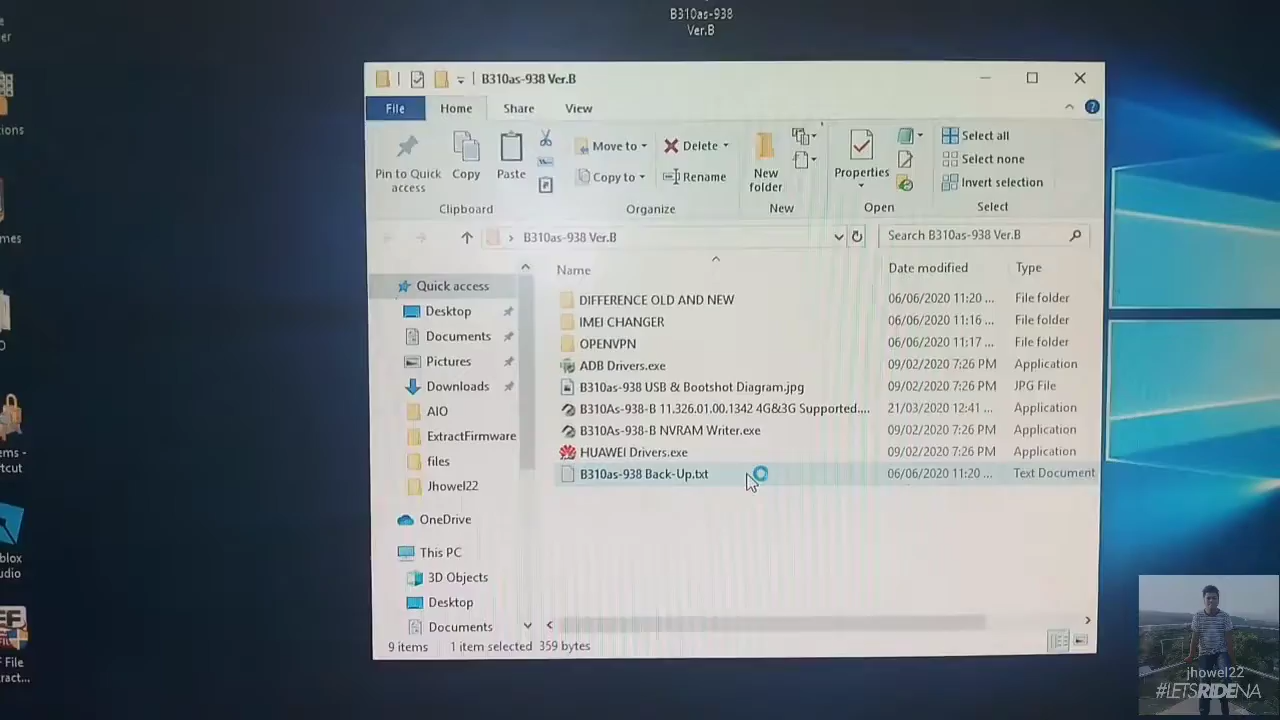 B310as-938
Ver.B
B310as-938 Ver.B
File
Home
Share
View
Pin to Quick
access
Copy
Paste
Move to
Copy to
Delete
Rename
New
folder
Properties
Select all
Select none
Invert selection
Clipboard
Organize
New
Open
Select
B310as-938 Ver.B
Search B310as-938 Ver.B
Name
Date modified
Type
DIFFERENCE OLD AND NEW
06/06/2020 11:20 ...
File folder
IMEI CHANGER
06/06/2020 11:16 ...
File folder
OPENVPN
06/06/2020 11:17 ...
File folder
ADB Drivers.exe
09/02/2020 7:26 PM
Application
B310as-938 USB & Bootshot Diagram.jpg
09/02/2020 7:26 PM
JPG File
B310As-938-B 11.326.01.00.1342 4G&3G Supported....
21/03/2020 12:41 ...
Application
B310As-938-B NVRAM Writer.exe
09/02/2020 7:26 PM
Application
HUAWEI Drivers.exe
09/02/2020 7:26 PM
Application
B310as-938 Back-Up.txt
06/06/2020 11:20 ...
Text Document
Quick access
Desktop
Documents
Pictures
Downloads
AIO
ExtractFirmware
files
Jhowel22
OneDrive
This PC
3D Objects
Desktop
Documents
9 items
1 item selected
359 bytes
jhowel22
#LETSRIDENA